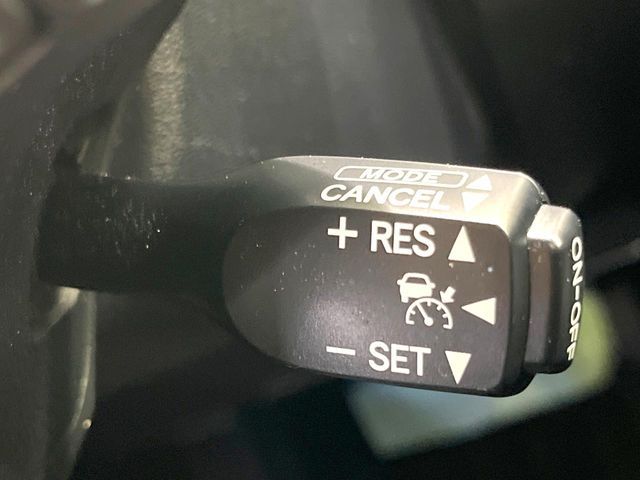 MODE ▲
CANCEL ▼
+ RES ▲
◀
− SET ▼
ON-OFF